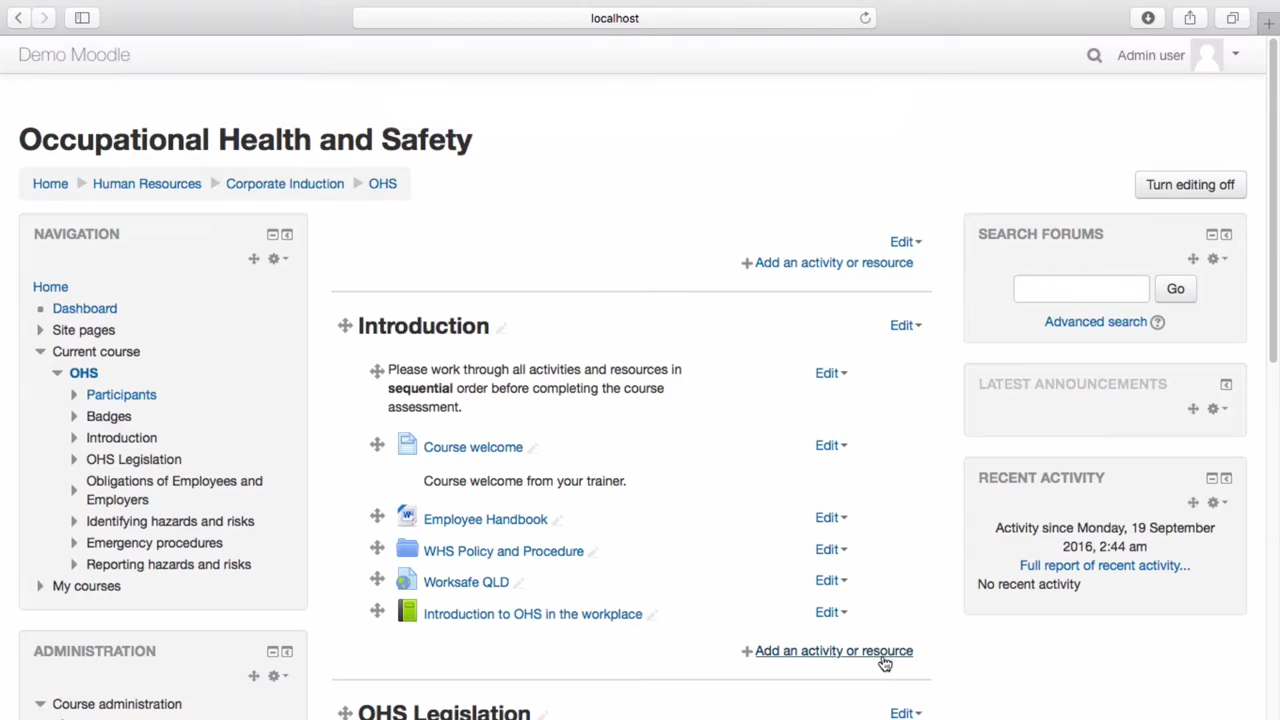 localhost
Demo Moodle
Admin user
Occupational Health and Safety
Home Human Resources Corporate Induction OHS
Turn editing off
NAVIGATION
Home
Dashboard
Site pages
Current course
OHS
Participants
Badges
Introduction
OHS Legislation
Obligations of Employees and
Employers
Identifying hazards and risks
Emergency procedures
Reporting hazards and risks
My courses
ADMINISTRATION
Course administration
Edit
Add an activity or resource
Introduction
Edit
Please work through all activities and resources in
sequential order before completing the course
assessment.
Edit
Course welcome
Edit
Course welcome from your trainer.
W
Employee Handbook
Edit
WHS Policy and Procedure
Edit
Worksafe QLD
Edit
Introduction to OHS in the workplace
Edit
Add an activity or resource
OHS Legislation
Edit
SEARCH FORUMS
Go
Advanced search ?
LATEST ANNOUNCEMENTS
RECENT ACTIVITY
Activity since Monday, 19 September
2016, 2:44 am
Full report of recent activity...
No recent activity